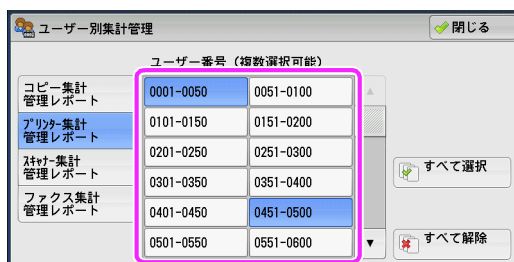 ユーザー別集計管理
閉じる
ユーザー番号（複数選択可能）
コピー集計
管理レポート
プリンター集計
管理レポート
スキャナー集計
管理レポート
ファクス集計
管理レポート
0001-0050 0051-0100
0101-0150 0151-0200
0201-0250 0251-0300
0301-0350 0351-0400
0401-0450 0451-0500
0501-0550 0551-0600
すべて選択
すべて解除